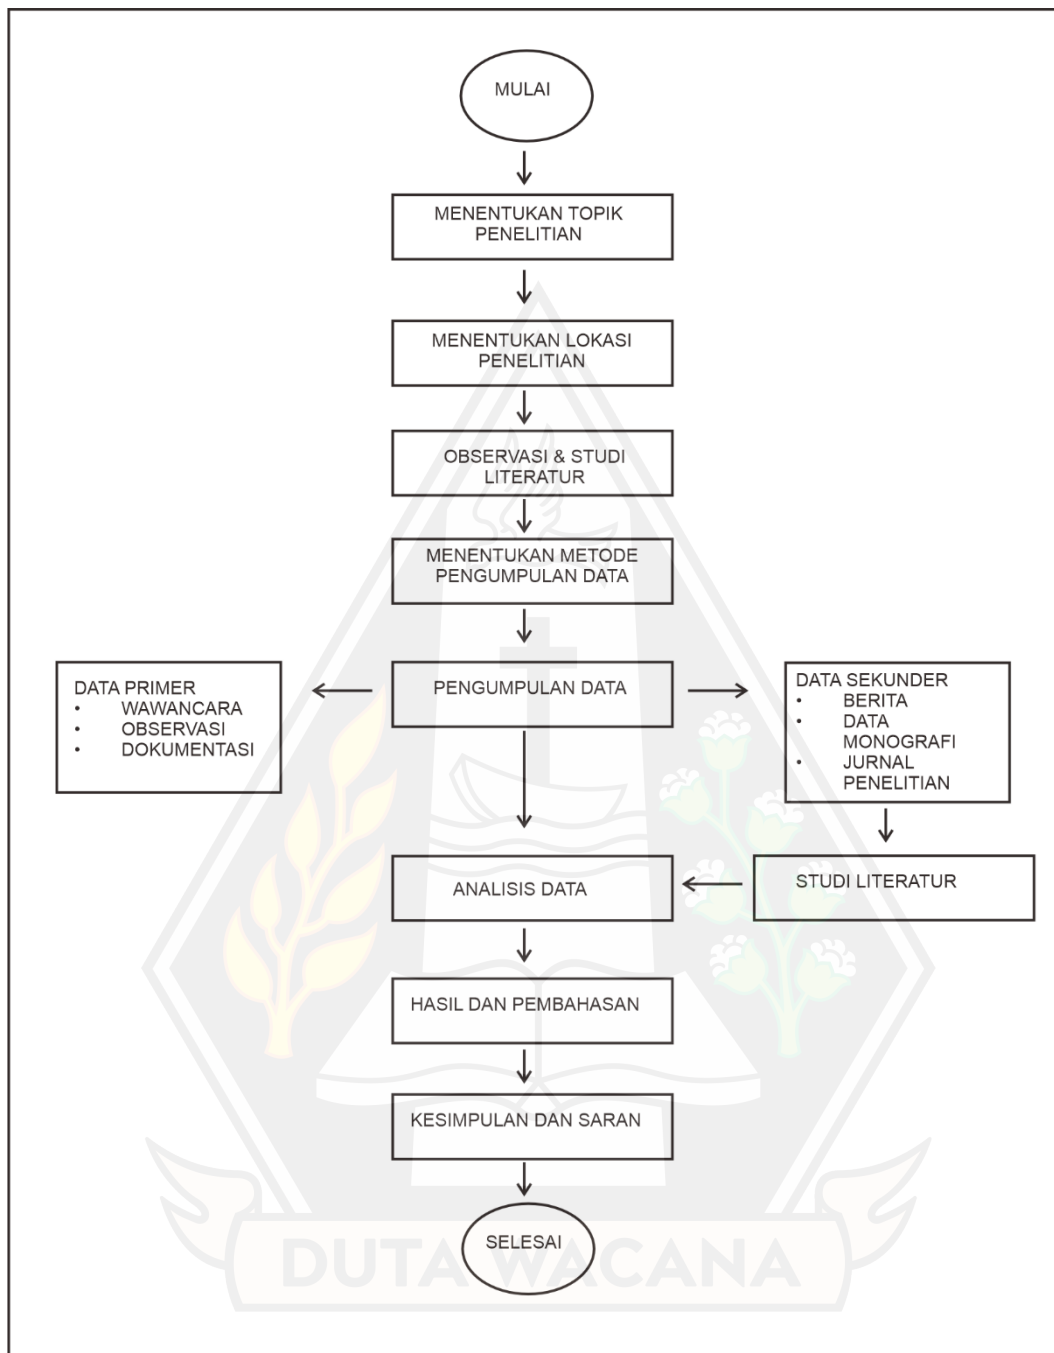 MULAI
MENENTUKAN TOPIK
PENELITIAN
MENENTUKAN LOKASI
PENELITIAN
OBSERVASI & STUDI
LITERATUR
MENENTUKAN METODE
PENGUMPULAN DATA
DATA PRIMER
• WAWANCARA
• OBSERVASI
• DOKUMENTASI
PENGUMPULAN DATA
DATA SEKUNDER
• BERITA
• DATA
MONOGRAFI
• JURNAL
PENELITIAN
ANALISIS DATA
STUDI LITERATUR
HASIL DAN PEMBAHASAN
KESIMPULAN DAN SARAN
SELESAI
DUTA WACANA